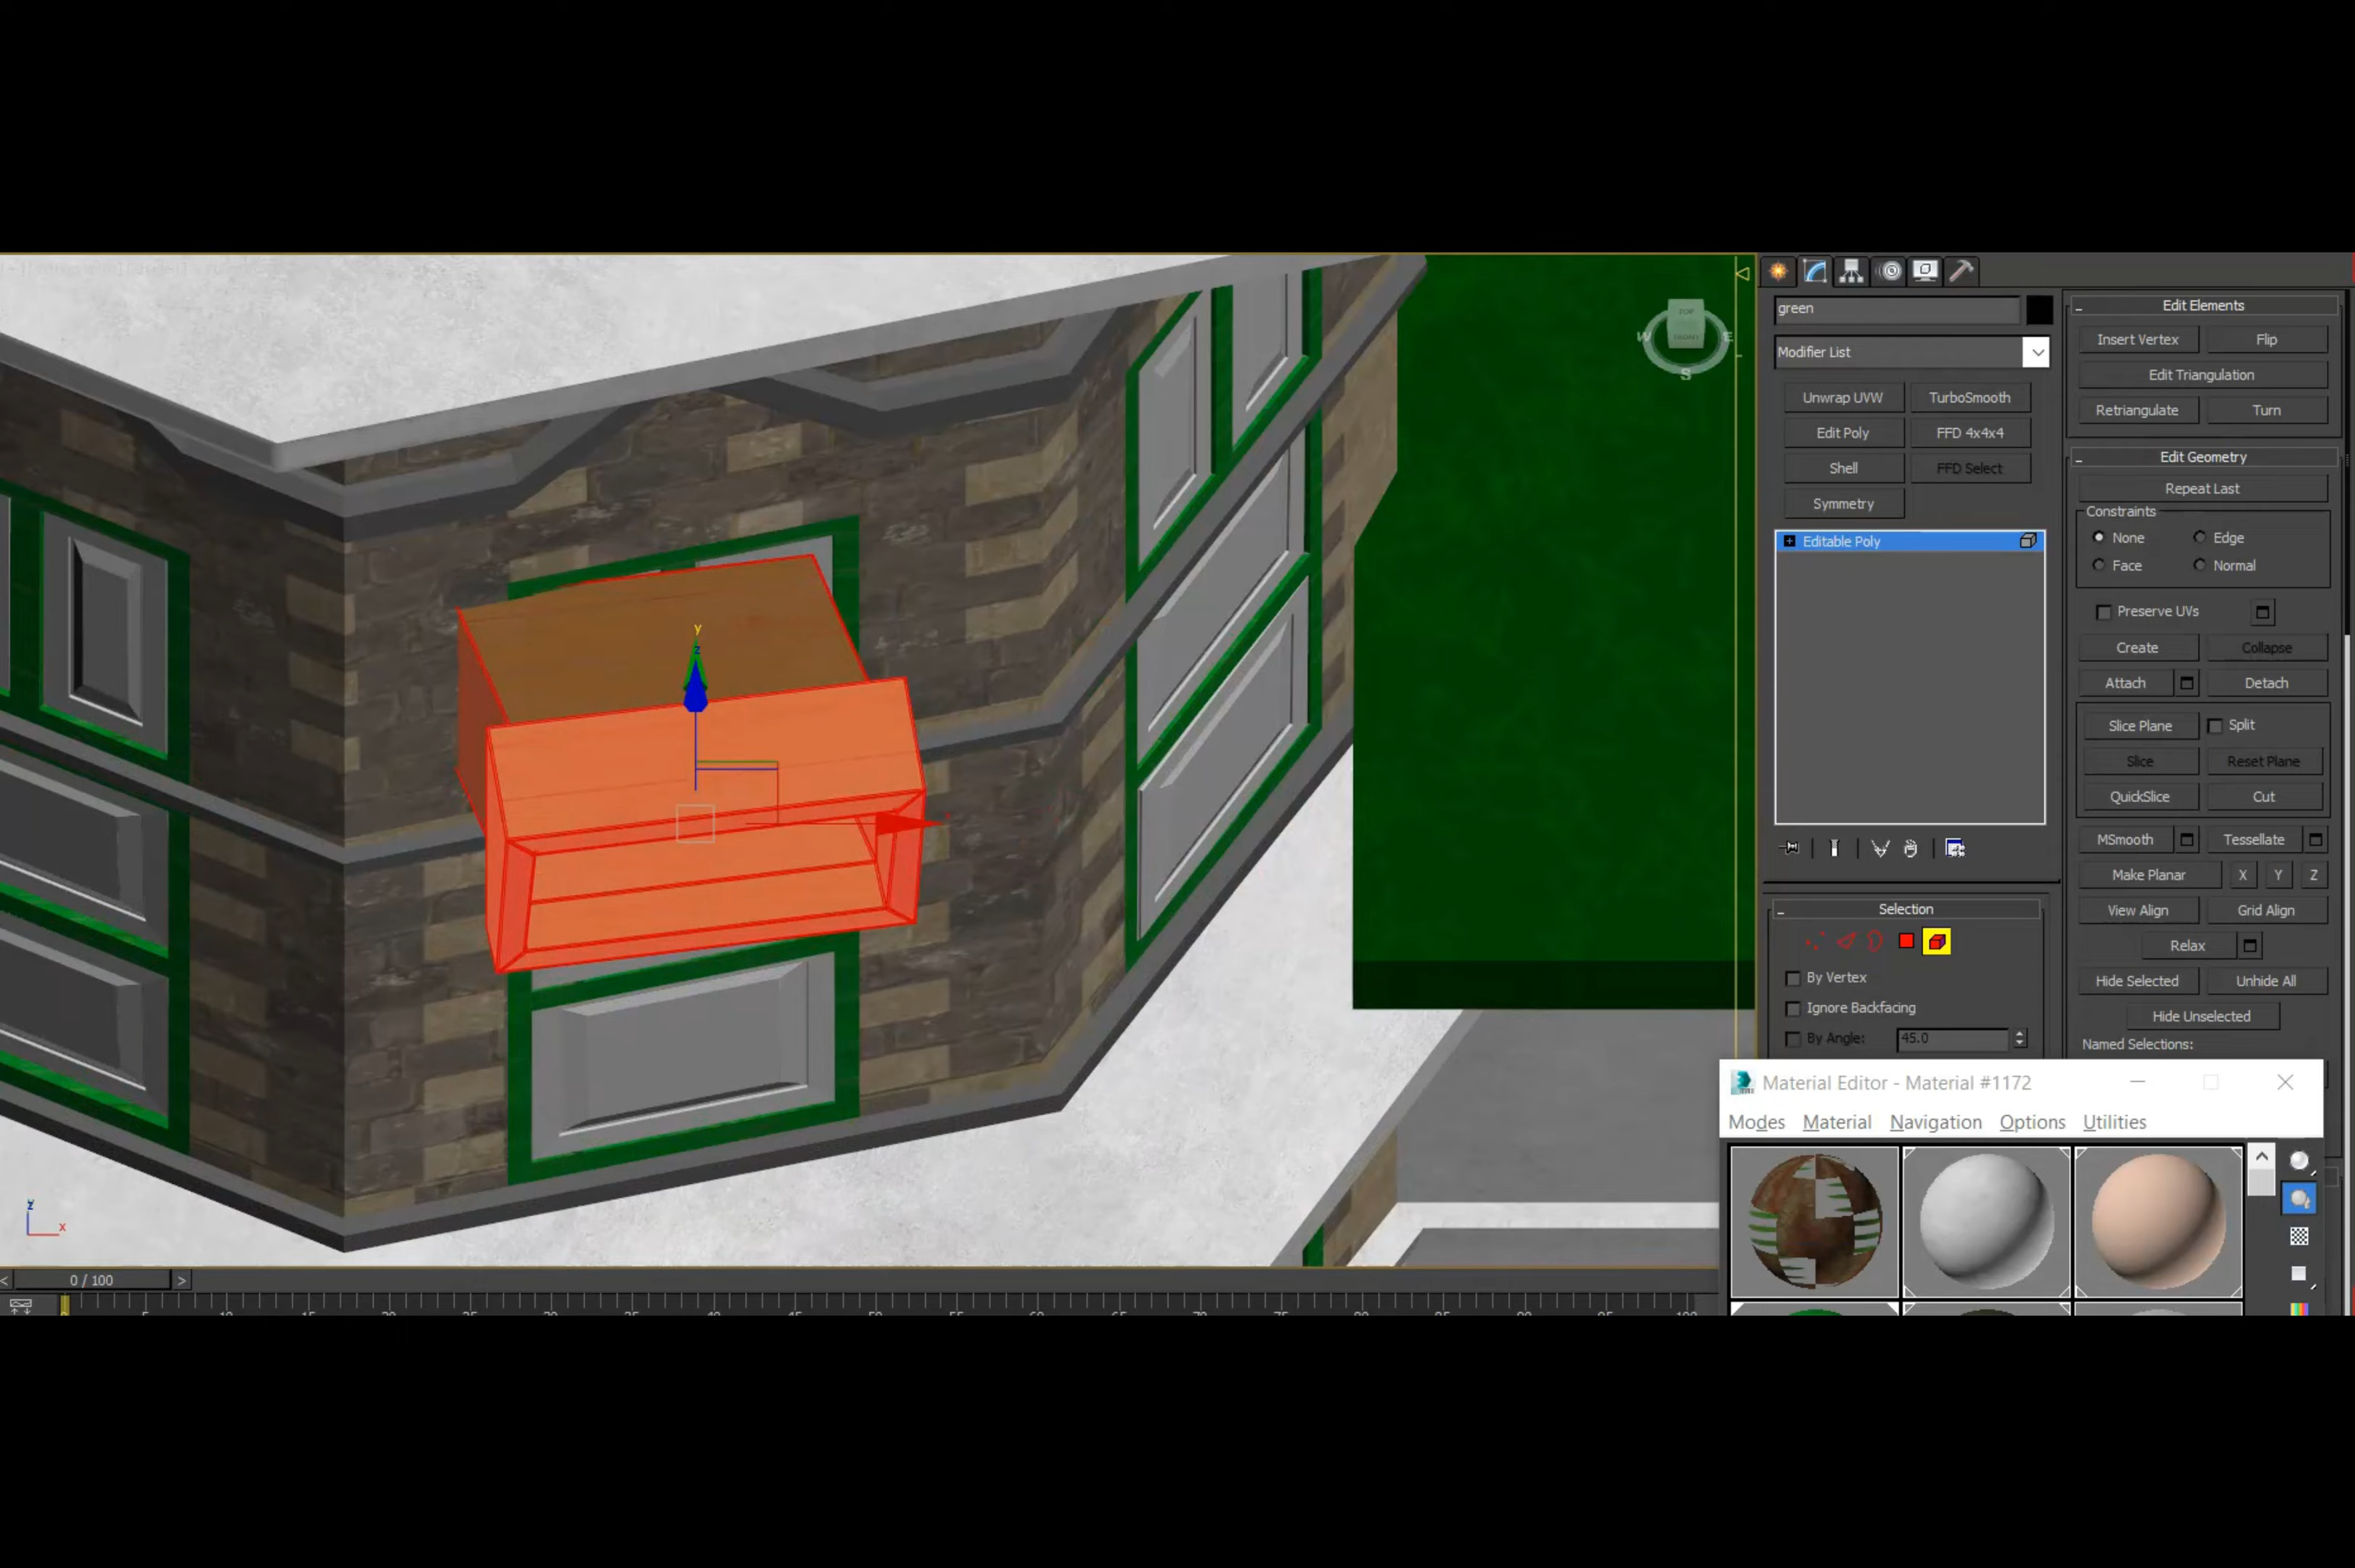 TOP
FRONT
W
E
S
green
Modifier List
Unwrap UVW
TurboSmooth
Edit Poly
FFD 4x4x4
Shell
FFD Select
Symmetry
Editable Poly
Selection
By Vertex
Ignore Backfacing
By Angle:
45.0
Edit Elements
Insert Vertex
Flip
Edit Triangulation
Retriangulate
Turn
Edit Geometry
Repeat Last
Constraints
None
Edge
Face
Normal
Preserve UVs
Create
Collapse
Attach
Detach
Slice Plane
Split
Slice
Reset Plane
QuickSlice
Cut
MSmooth
Tessellate
Make Planar
X
Y
Z
View Align
Grid Align
Relax
Hide Selected
Unhide All
Hide Unselected
Named Selections:
Material Editor - Material #1172
Modes Material Navigation Options Utilities
y
z
z
x
< 0 / 100 >